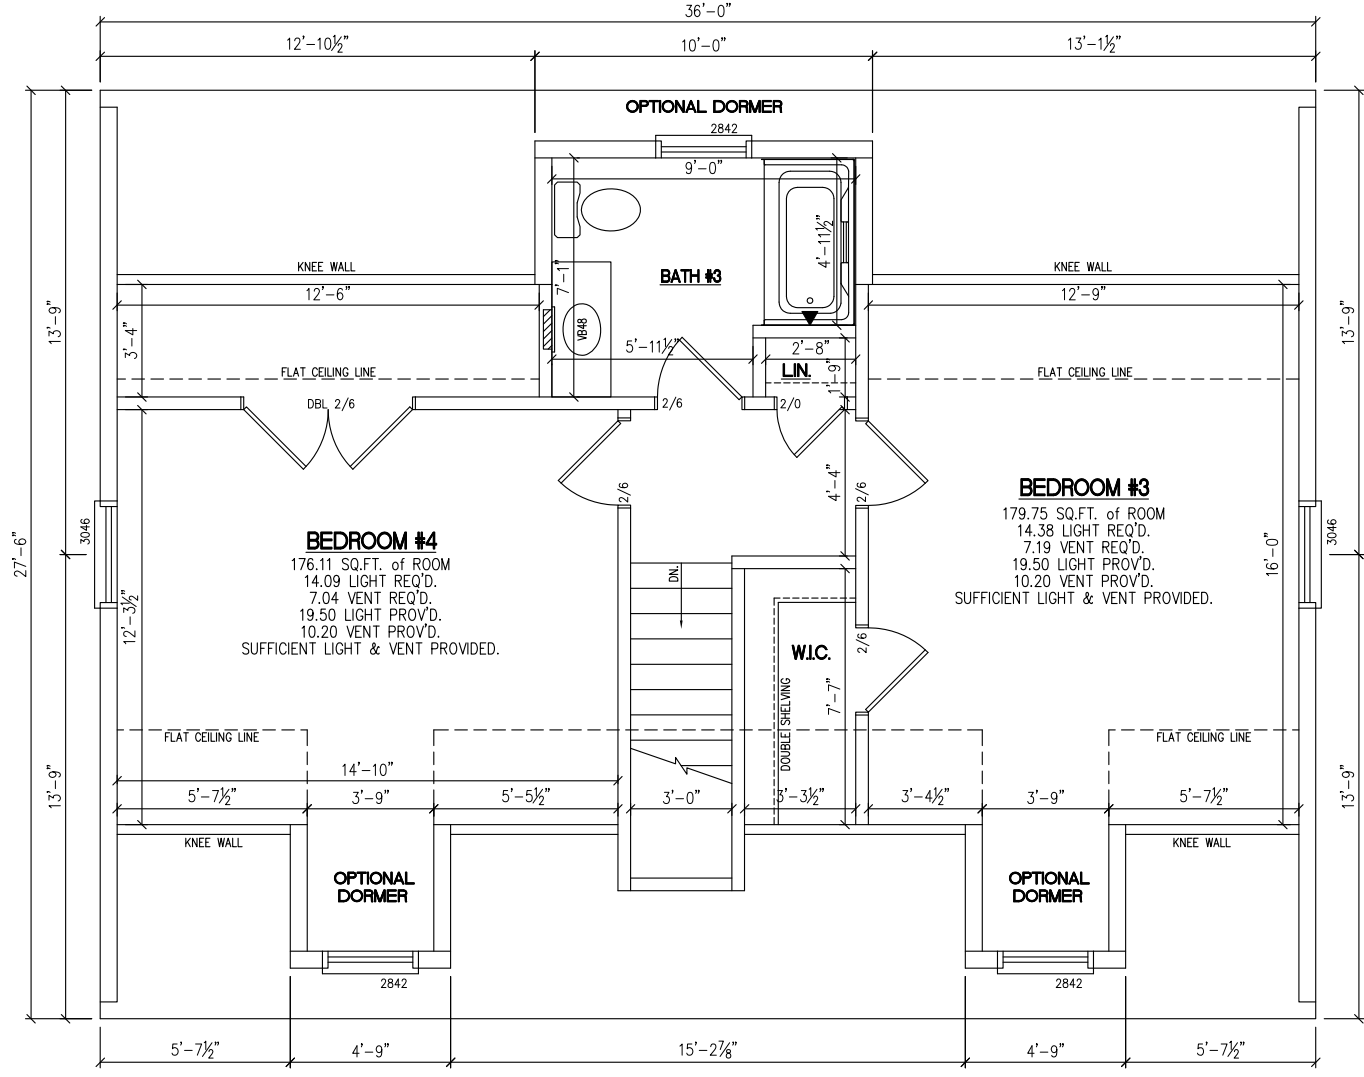 36'-0"
12'-10½"
10'-0"
13'-1½"
OPTIONAL DORMER
2842
9'-0"
4'-11½"
7'-1"
BATH #3
KNEE WALL
KNEE WALL
12'-6"
12'-9"
13'-9"
13'-9"
3'-4"
VB48
5'-11½"
2'-8"
LIN.
1'-9"
FLAT CEILING LINE
FLAT CEILING LINE
DBL 2/6
2/6
2/0
4'-4"
2/6
2/6
BEDROOM #3
179.75 SQ.FT. of ROOM
14.38 LIGHT REQ'D.
7.19 VENT REQ'D.
19.50 LIGHT PROV'D.
10.20 VENT PROV'D.
SUFFICIENT LIGHT & VENT PROVIDED.
3046
3046
27'-6"
16'-0"
BEDROOM #4
176.11 SQ.FT. of ROOM
14.09 LIGHT REQ'D.
7.04 VENT REQ'D.
19.50 LIGHT PROV'D.
10.20 VENT PROV'D.
SUFFICIENT LIGHT & VENT PROVIDED.
12'-3½"
DN.
W.I.C.
2/6
DOUBLE SHELVING
7'-7"
FLAT CEILING LINE
FLAT CEILING LINE
14'-10"
13'-9"
13'-9"
5'-7½"
3'-9"
5'-5½"
3'-0"
3'-3½"
3'-4½"
3'-9"
5'-7½"
KNEE WALL
KNEE WALL
OPTIONAL
DORMER
OPTIONAL
DORMER
2842
2842
5'-7½"
4'-9"
15'-2⅞"
4'-9"
5'-7½"